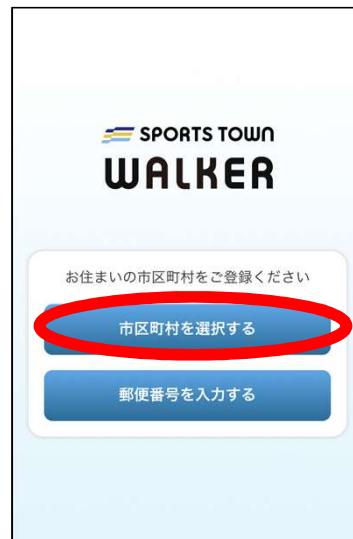 SPORTS TOWN
WALKER
お住まいの市区町村をご登録ください
市区町村を選択する
郵便番号を入力する